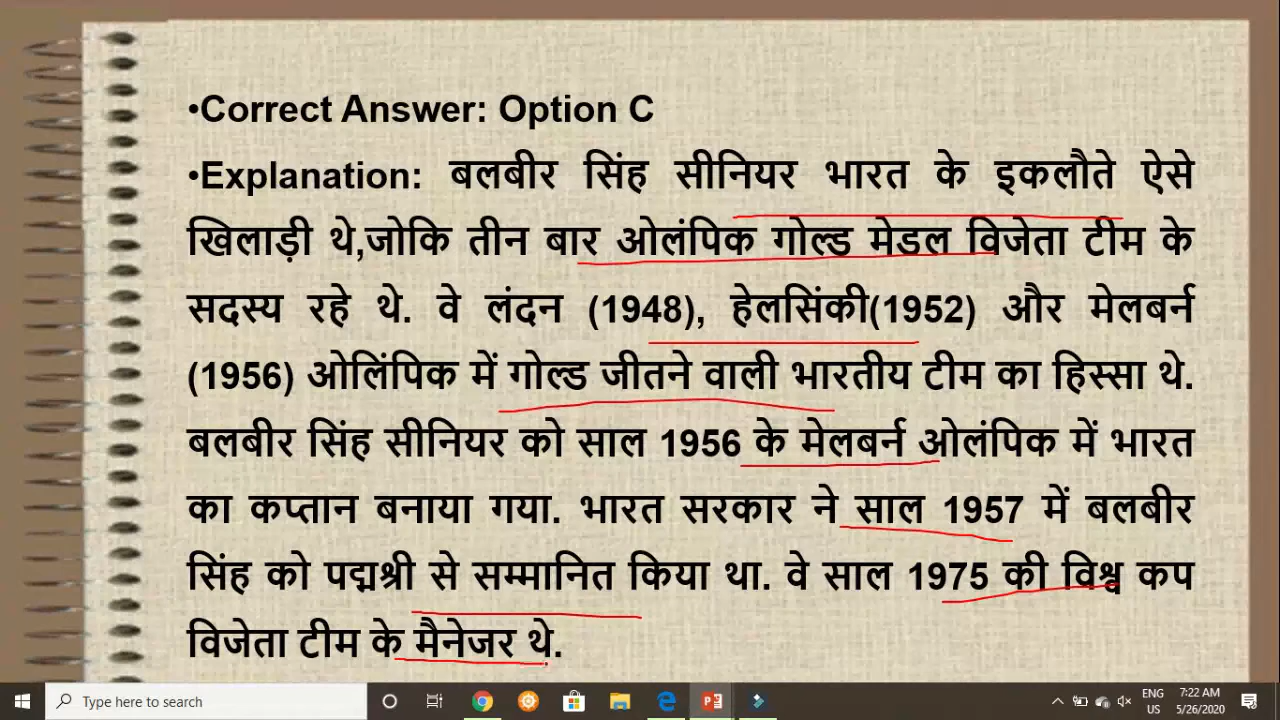 •Correct Answer: Option C
•Explanation: बलबीर सिंह सीनियर भारत के इकलौते ऐसे
खिलाड़ी थे,जोकि तीन बार ओलंपिक गोल्ड मेडल विजेता टीम के
सदस्य रहे थे. वे लंदन (1948), हेलसिंकी(1952) और मेलबर्न
(1956) ओलिंपिक में गोल्ड जीतने वाली भारतीय टीम का हिस्सा थे.
बलबीर सिंह सीनियर को साल 1956 के मेलबर्न ओलंपिक में भारत
का कप्तान बनाया गया. भारत सरकार ने साल 1957 में बलबीर
सिंह को पद्मश्री से सम्मानित किया था. वे साल 1975 की विश्व कप
विजेता टीम के मैनेजर थे.
Type here to search
ENG
US
7:22 AM
5/26/2020